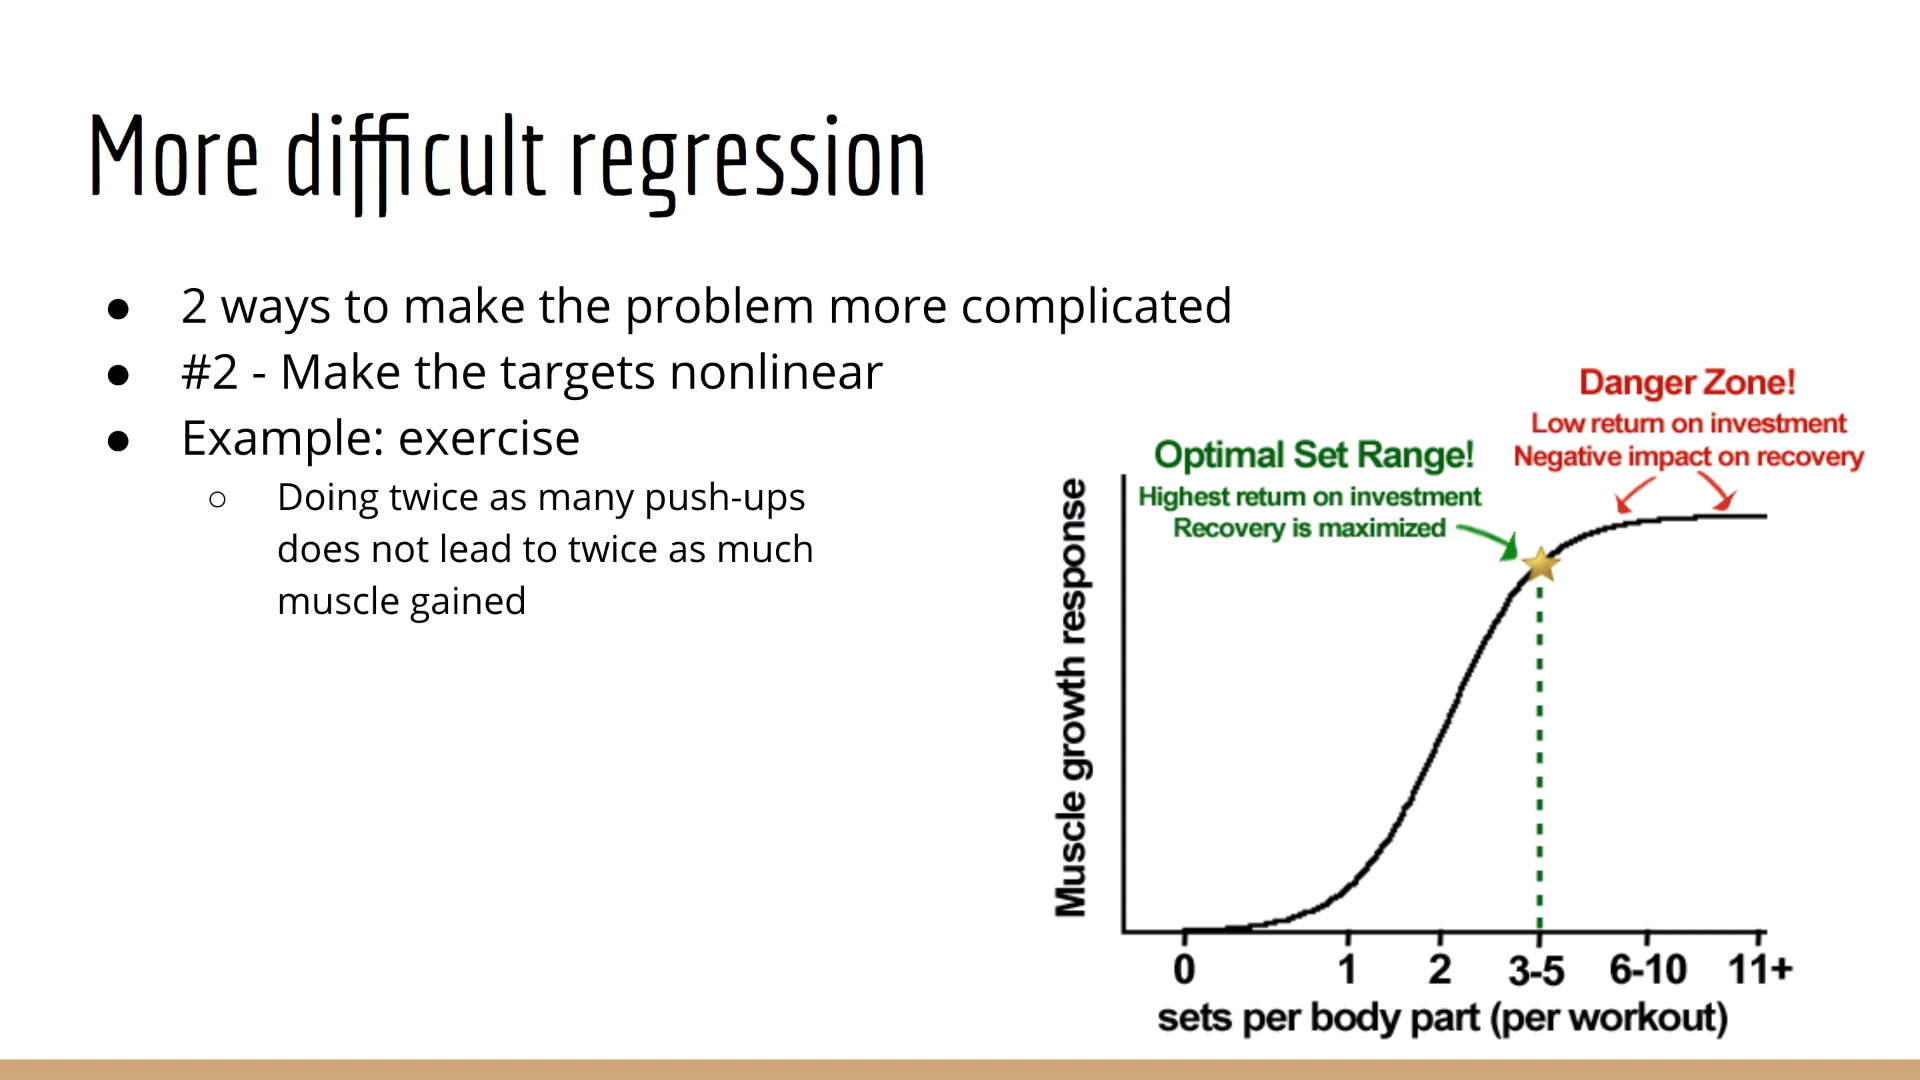 More difficult regression
● 2 ways to make the problem more complicated
● #2 - Make the targets nonlinear
● Example: exercise
○ Doing twice as many push-ups
does not lead to twice as much
muscle gained
Danger Zone!
Low return on investment
Negative impact on recovery
Optimal Set Range!
Highest return on investment
Recovery is maximized
Muscle growth response
0 1 2 3-5 6-10 11+
sets per body part (per workout)